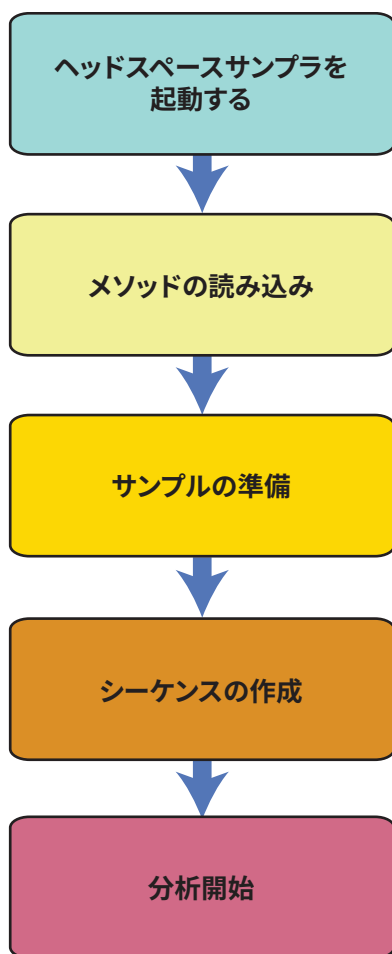 ヘッドスペースサンプラを
起動する
メソッドの読み込み
サンプルの準備
シーケンスの作成
分析開始